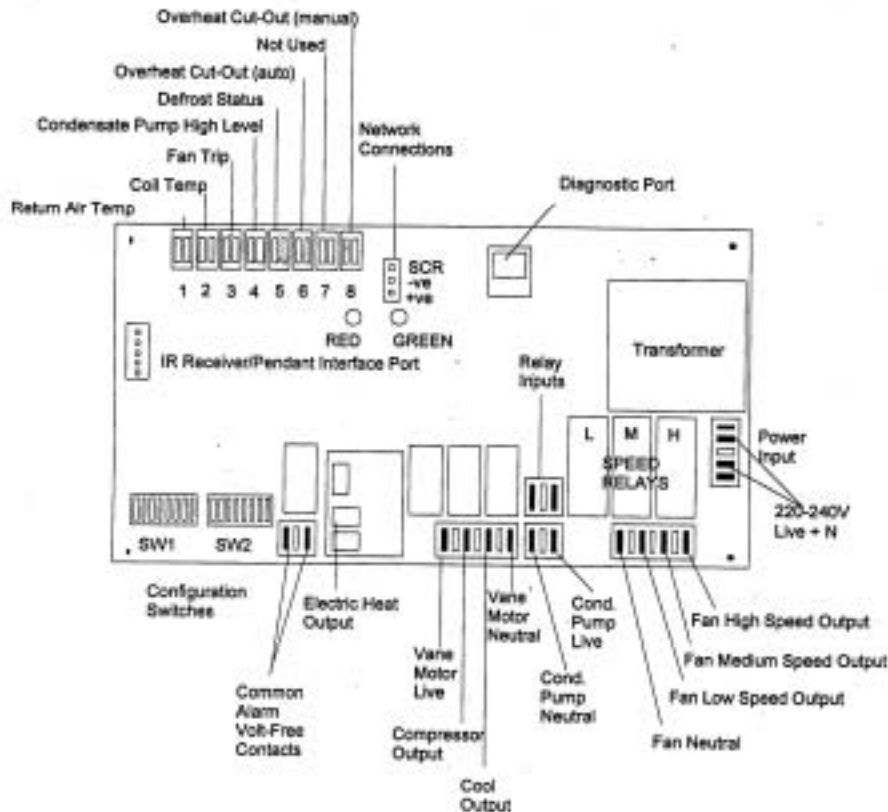 Overheat Cut-Out (manual)
Not Used
Overheat Cut-Out (auto)
Defrost Status
Condensate Pump High Level
Fan Trip
Coil Temp
Return Air Temp
Network
Connections
Diagnostic Port
1 2 3 4 5 6 7 8
SCR
-ve
+ve
RED GREEN
IR Receiver/Pendant Interface Port
Transformer
Relay
Inputs
L M H
SPEED
RELAYS
Power
Input
220-240V
Live + N
SW1 SW2
Configuration
Switches
Electric Heat
Output
Common
Alarm
Volt-Free
Contacts
Vane
Motor
Live
Compressor
Output
Cool
Output
Vane
Motor
Neutral
Cond.
Pump
Neutral
Cond.
Pump
Live
Fan High Speed Output
Fan Medium Speed Output
Fan Low Speed Output
Fan Neutral